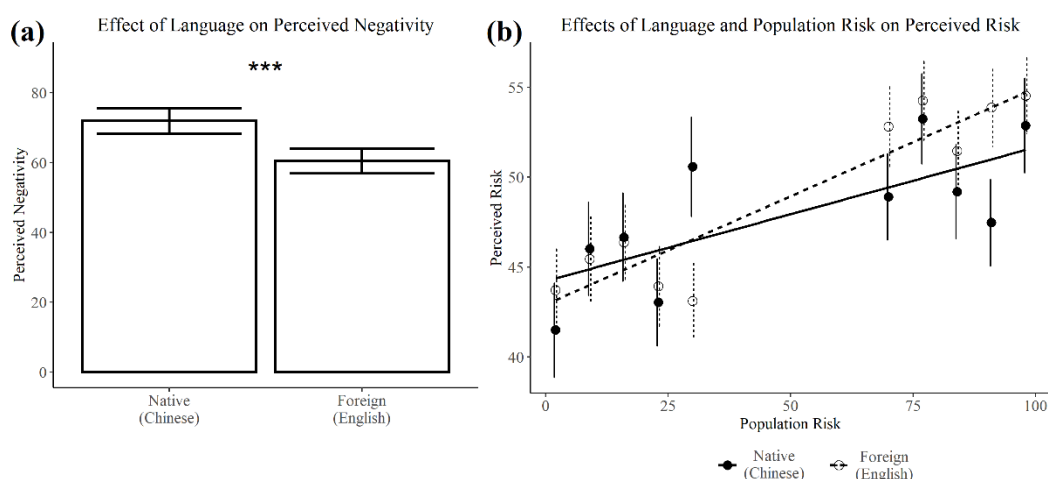 (a)
Effect of Language on Perceived Negativity
***
80
60
40
20
0
Perceived Negativity
Native
(Chinese)
Foreign
(English)
(b)
Effects of Language and Population Risk on Perceived Risk
55
50
45
40
Perceived Risk
0
25
50
75
100
Population Risk
Native
(Chinese)
Foreign
(English)